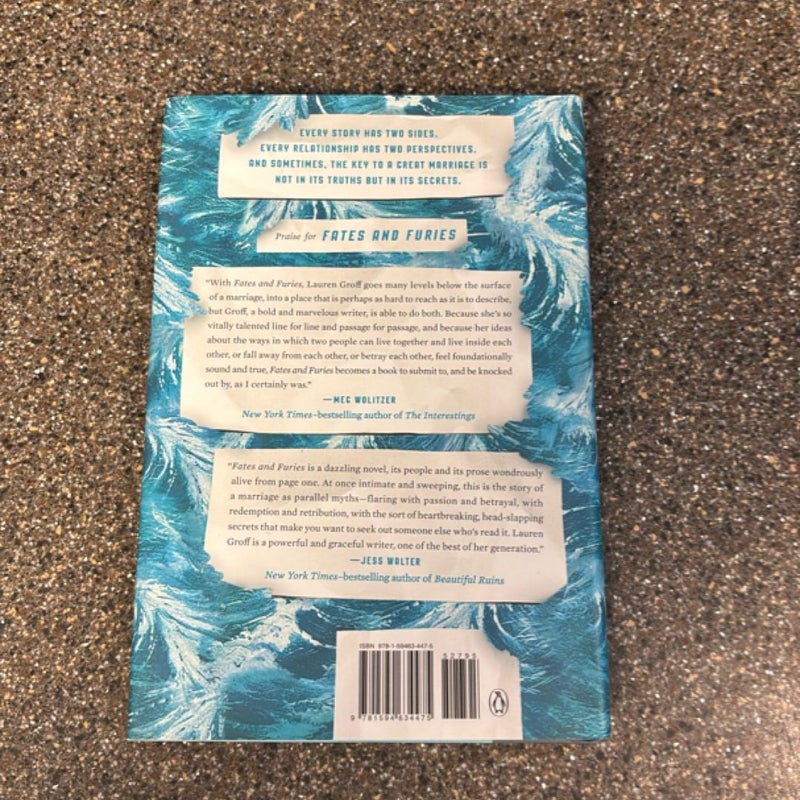 EVERY STORY HAS TWO SIDES.
EVERY RELATIONSHIP HAS TWO PERSPECTIVES.
AND SOMETIMES, THE KEY TO A GREAT MARRIAGE IS
NOT IN ITS TRUTHS BUT IN ITS SECRETS.
Praise for FATES AND FURIES
"With Fates and Furies, Lauren Groff goes many levels below the surface
of a marriage, into a place that is perhaps as hard to reach as it is to describe,
but Groff, a bold and marvelous writer, is able to do both. Because she's so
vitally talented line for line and passage for passage, and because her ideas
about the ways in which two people can live together and live inside each
other, or fall away from each other, or betray each other, feel foundationally
sound and true, Fates and Furies becomes a book to submit to, and be knocked
out by, as I certainly was."
—MEG WOLITZER
New York Times–bestselling author of The Interestings
"Fates and Furies is a dazzling novel, its people and its prose wondrously
alive from page one. At once intimate and sweeping, this is the story of
a marriage as parallel myths—flaring with passion and betrayal, with
redemption and retribution, with the sort of heartbreaking, head-slapping
secrets that make you want to seek out someone else who's read it. Lauren
Groff is a powerful and graceful writer, one of the best of her generation."
—JESS WALTER
New York Times–bestselling author of Beautiful Ruins
ISBN 978-1-59463-447-5
52795
9 781594 634475